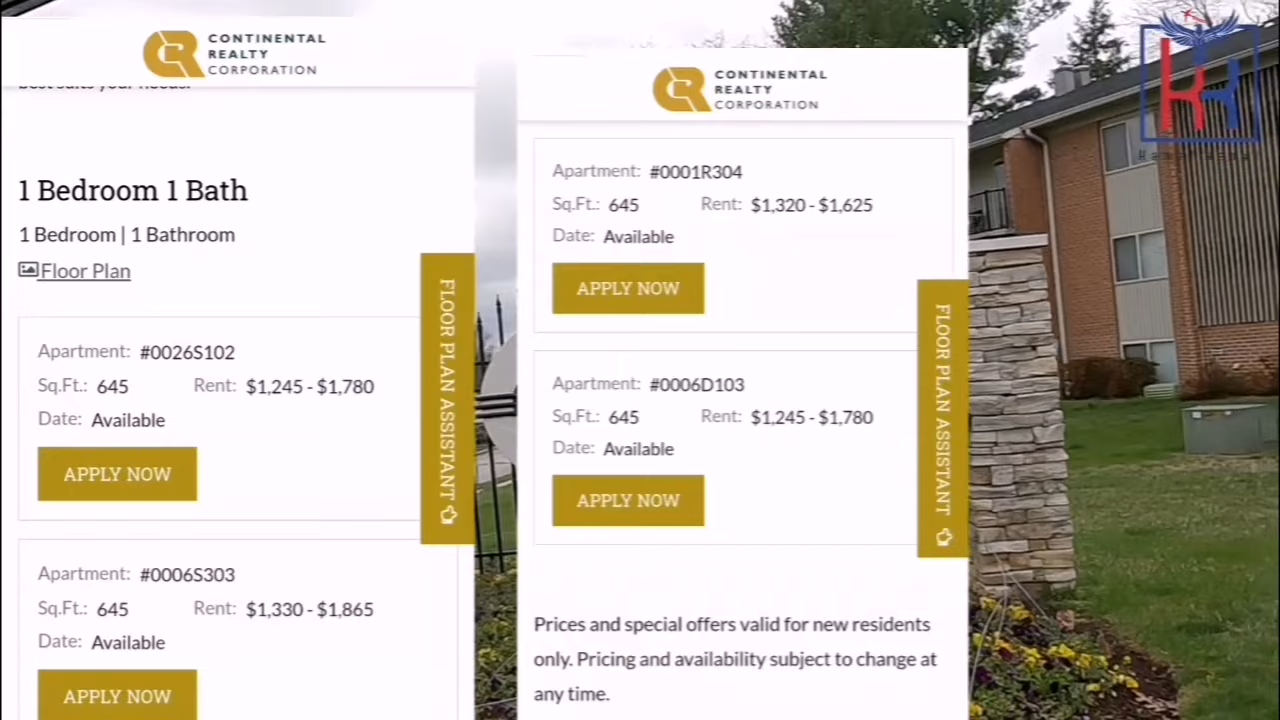 CONTINENTAL
REALTY
CORPORATION
best suits your needs.
1 Bedroom 1 Bath
1 Bedroom | 1 Bathroom
Floor Plan
Apartment: #0026S102
Sq.Ft.: 645 Rent: $1,245 - $1,780
Date: Available
APPLY NOW
Apartment: #0006S303
Sq.Ft.: 645 Rent: $1,330 - $1,865
Date: Available
APPLY NOW
FLOOR PLAN ASSISTANT
CONTINENTAL
REALTY
CORPORATION
Apartment: #0001R304
Sq.Ft.: 645 Rent: $1,320 - $1,625
Date: Available
APPLY NOW
Apartment: #0006D103
Sq.Ft.: 645 Rent: $1,245 - $1,780
Date: Available
APPLY NOW
FLOOR PLAN ASSISTANT
Prices and special offers valid for new residents
only. Pricing and availability subject to change at
any time.